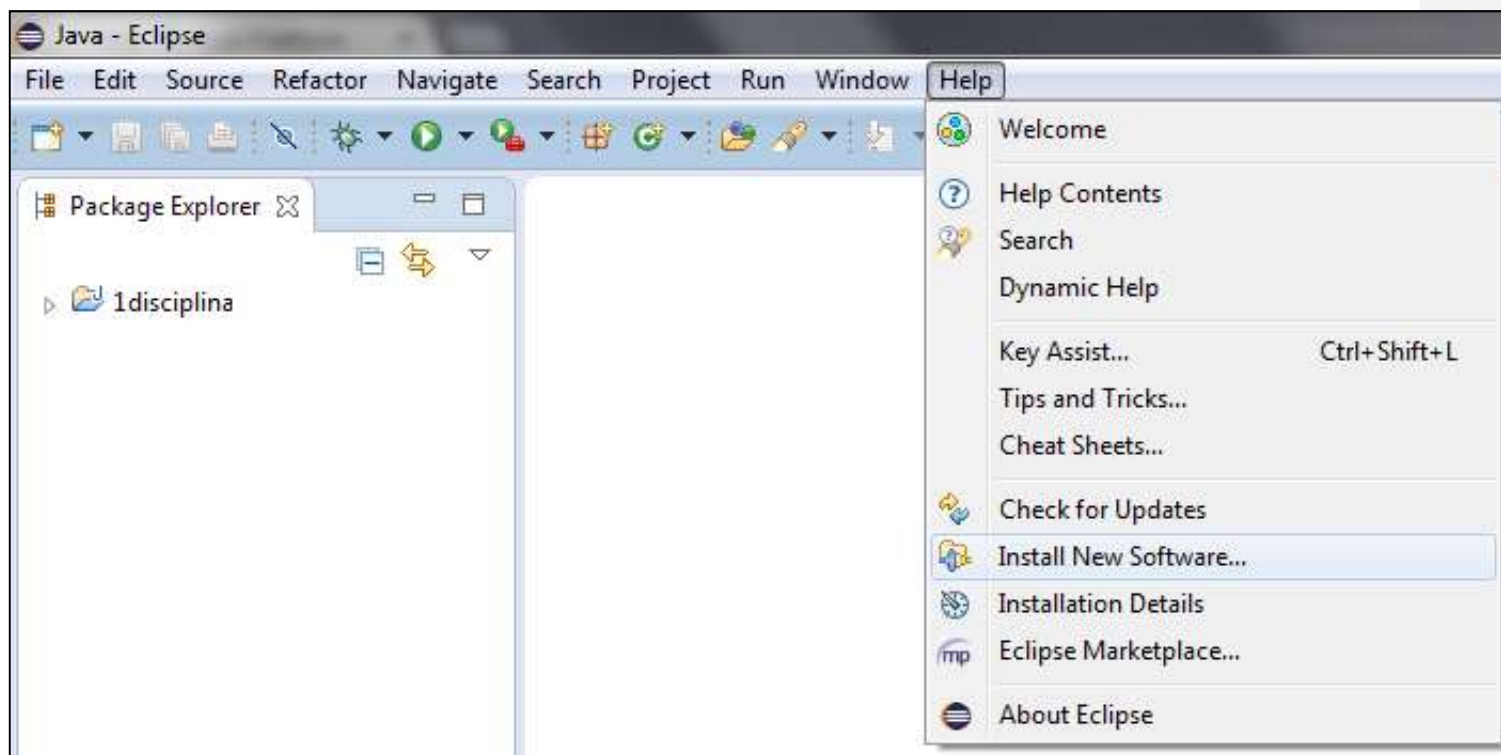 Java - Eclipse
File Edit Source Refactor Navigate Search Project Run Window Help
Package Explorer
1disciplina
Welcome
Help Contents
Search
Dynamic Help
Key Assist... Ctrl+Shift+L
Tips and Tricks...
Cheat Sheets...
Check for Updates
Install New Software...
Installation Details
mp Eclipse Marketplace...
About Eclipse